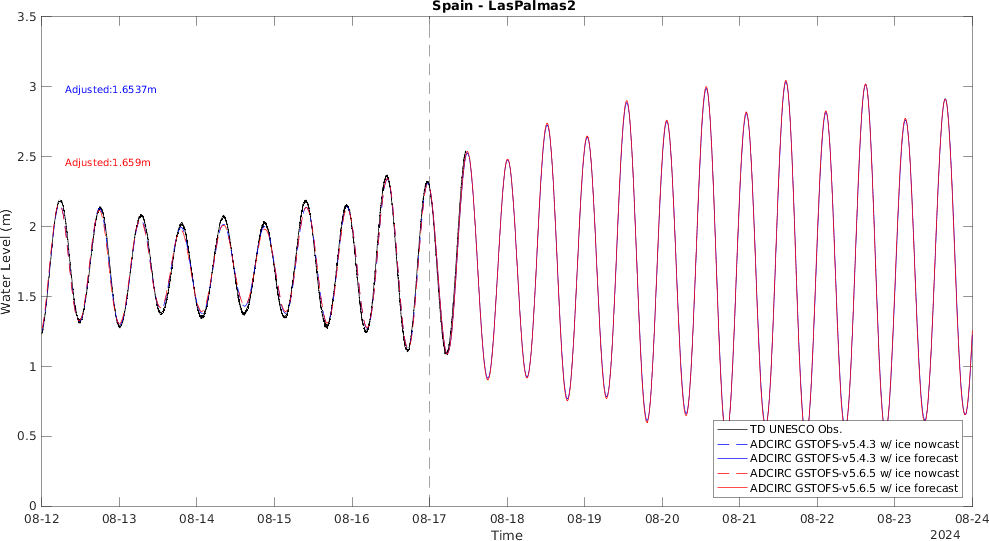 Spain - LasPalmas2
3.5
3
2.5
2
1.5
1
0.5
0
Water Level (m)
Adjusted:1.6537m
Adjusted:1.659m
TD UNESCO Obs.
ADCIRC GSTOFS-v5.4.3 w/ ice nowcast
ADCIRC GSTOFS-v5.4.3 w/ ice forecast
ADCIRC GSTOFS-v5.6.5 w/ ice nowcast
ADCIRC GSTOFS-v5.6.5 w/ ice forecast
08-12 08-13 08-14 08-15 08-16 08-17 08-18 08-19 08-20 08-21 08-22 08-23 08-24
Time
2024